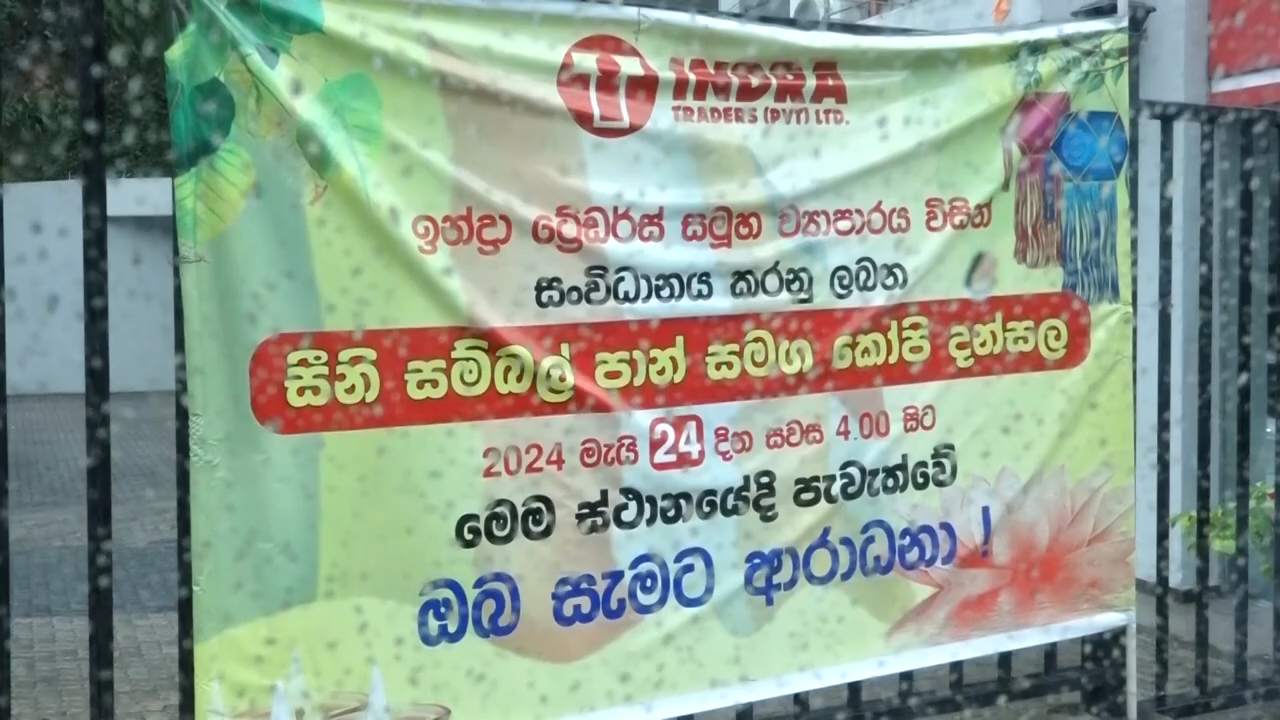 INDRA
TRADERS (PVT) LTD.
ඉන්ද්‍රා ට්‍රේඩර්ස් සමූහ ව්‍යාපාරය විසින්
සංවිධානය කරනු ලබන
සීනි සම්බල් පාන් සමග කෝපි දන්සල
2024 මැයි 24 දින සවස 4.00 සිට
මෙම ස්ථානයේදි පැවැත්වේ
ඔබ සැමට ආරාධනා !